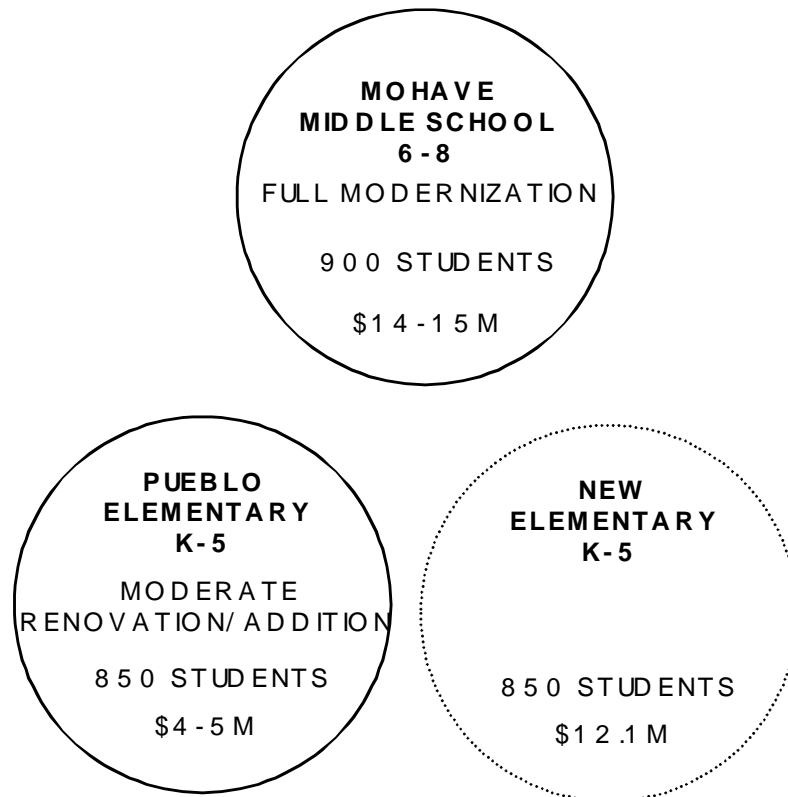 MOHAVE
MIDDLE SCHOOL
6-8
FULL MODERNIZATION
900 STUDENTS
$14-15M
PUEBLO
ELEMENTARY
K-5
MODERATE
RENOVATION/ADDITION
850 STUDENTS
$4-5M
NEW
ELEMENTARY
K-5
850 STUDENTS
$12.1M